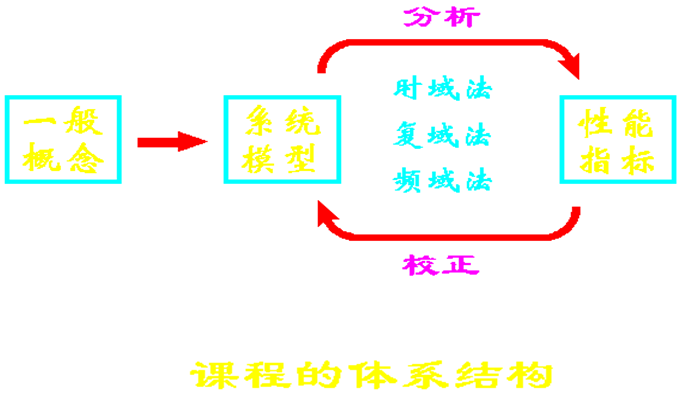 分析
一般
概念
系统
模型
时域法
复域法
频域法
性能
指标
校正
课程的体系结构